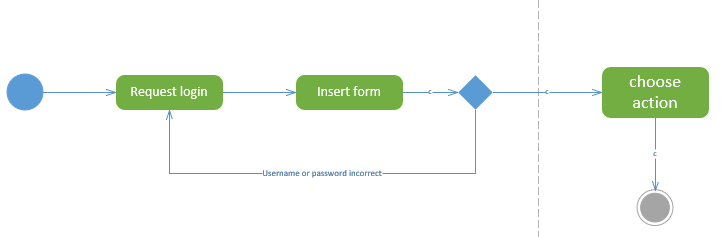 Request login
Insert form
c
c
choose
action
Username or password incorrect
c